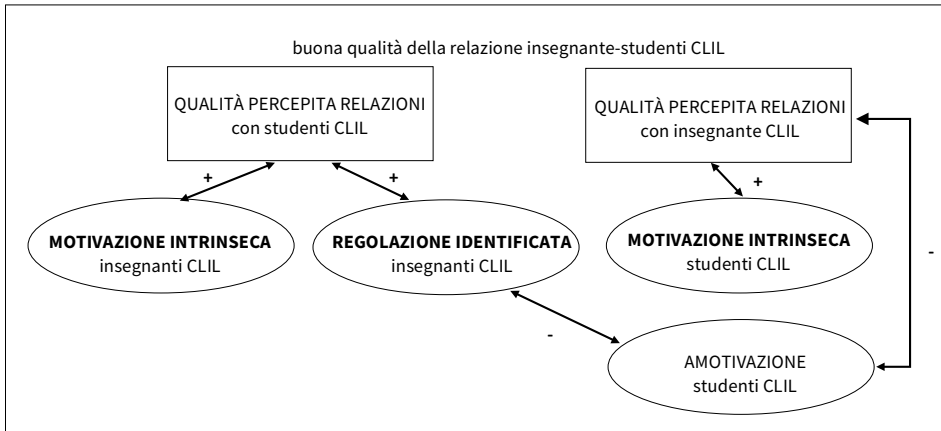 buona qualità della relazione insegnante-studenti CLIL
QUALITÀ PERCEPITA RELAZIONI
con studenti CLIL
QUALITÀ PERCEPITA RELAZIONI
con insegnante CLIL
+
+
+
MOTIVAZIONE INTRINSECA
insegnanti CLIL
REGOLAZIONE IDENTIFICATA
insegnanti CLIL
MOTIVAZIONE INTRINSECA
studenti CLIL
-
-
AMOTIVAZIONE
studenti CLIL